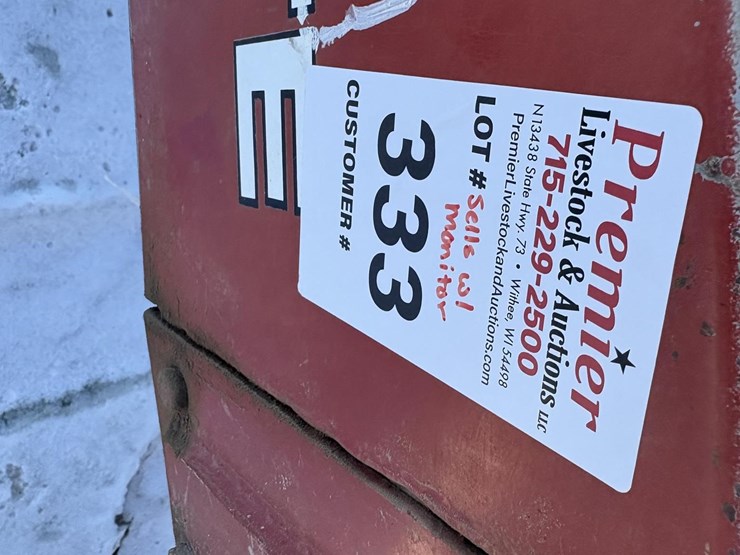 E
Premier
Livestock & Auctions LLC
715-229-2500
N13438 State Hwy. 73 • Withee, WI 54498
PremierLivestockandAuctions.com
LOT # Sells w/
monitor
333
CUSTOMER #